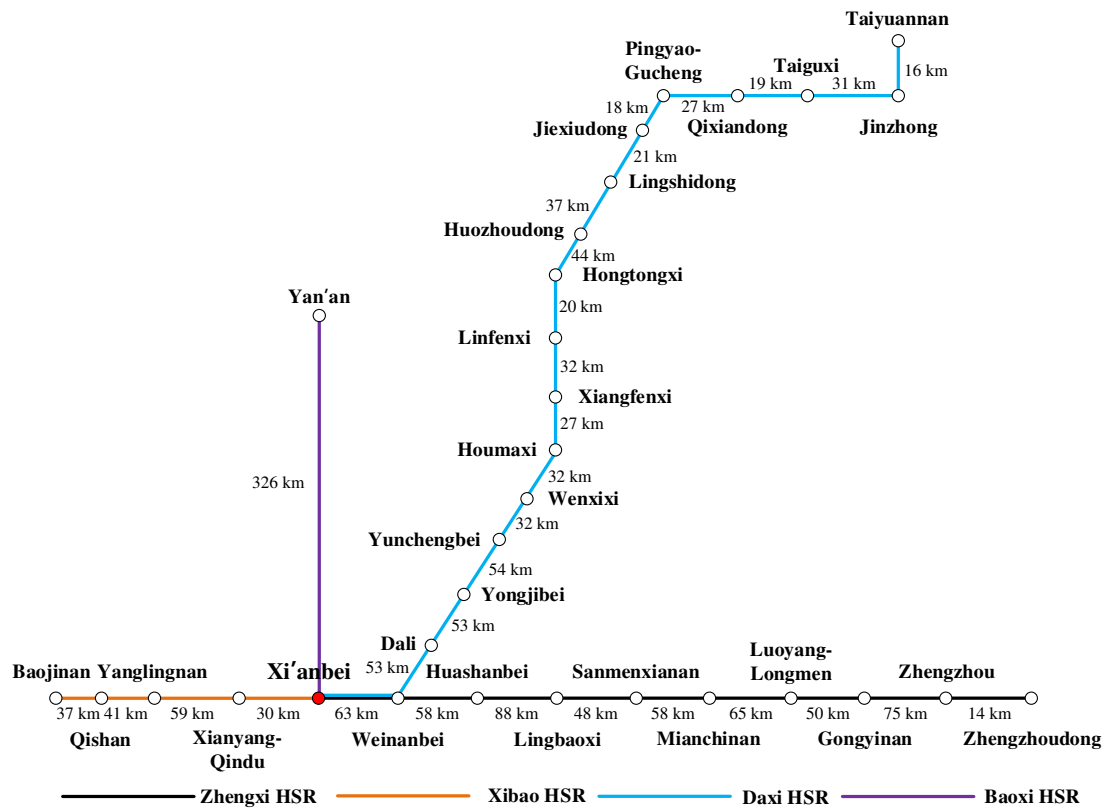 Taiyuannan
Pingyao-
Gucheng
Taiguxi
16 km
19 km
31 km
18 km
27 km
Jiexiudong
Qixiandong
Jinzhong
21 km
Lingshidong
37 km
Huozhoudong
44 km
Hongtongxi
Yan'an
20 km
Linfenxi
32 km
Xiangfenxi
27 km
Houmaxi
32 km
326 km
Wenxixi
32 km
Yunchengbei
54 km
Yongjibei
53 km
Dali
Luoyang-
Longmen
Baojinan
Yanglingnan
Xi'anbei
53 km
Huashanbei
Sanmenxianan
Zhengzhou
37 km
41 km
59 km
30 km
63 km
58 km
88 km
48 km
58 km
65 km
50 km
75 km
14 km
Qishan
Xianyang-
Qindu
Weinanbei
Lingbaoxi
Mianchinan
Gongyinan
Zhengzhoudong
Zhengxi HSR
Xibao HSR
Daxi HSR
Baoxi HSR